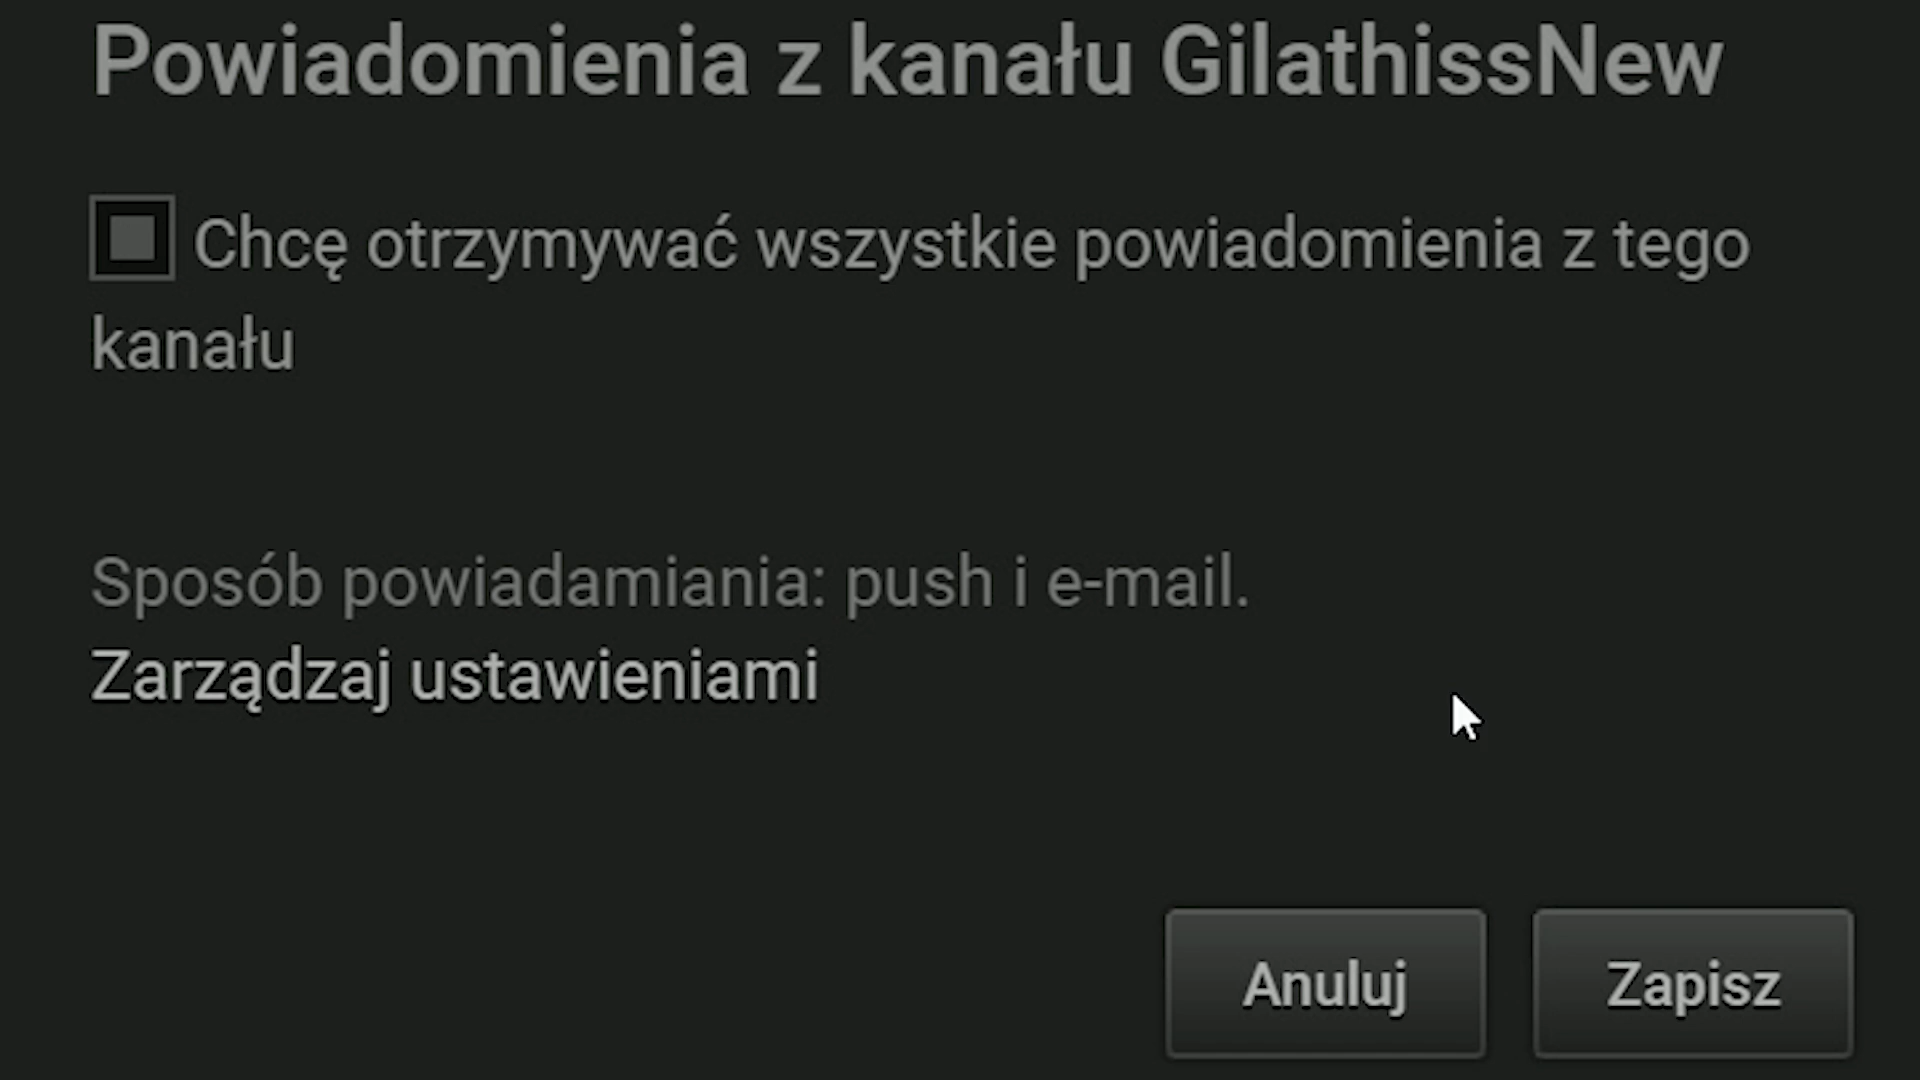 Powiadomienia z kanału GilathissNew
Chcę otrzymywać wszystkie powiadomienia z tego
kanału
Sposób powiadamiania: push i e-mail.
Zarządzaj ustawieniami
Anuluj
Zapisz